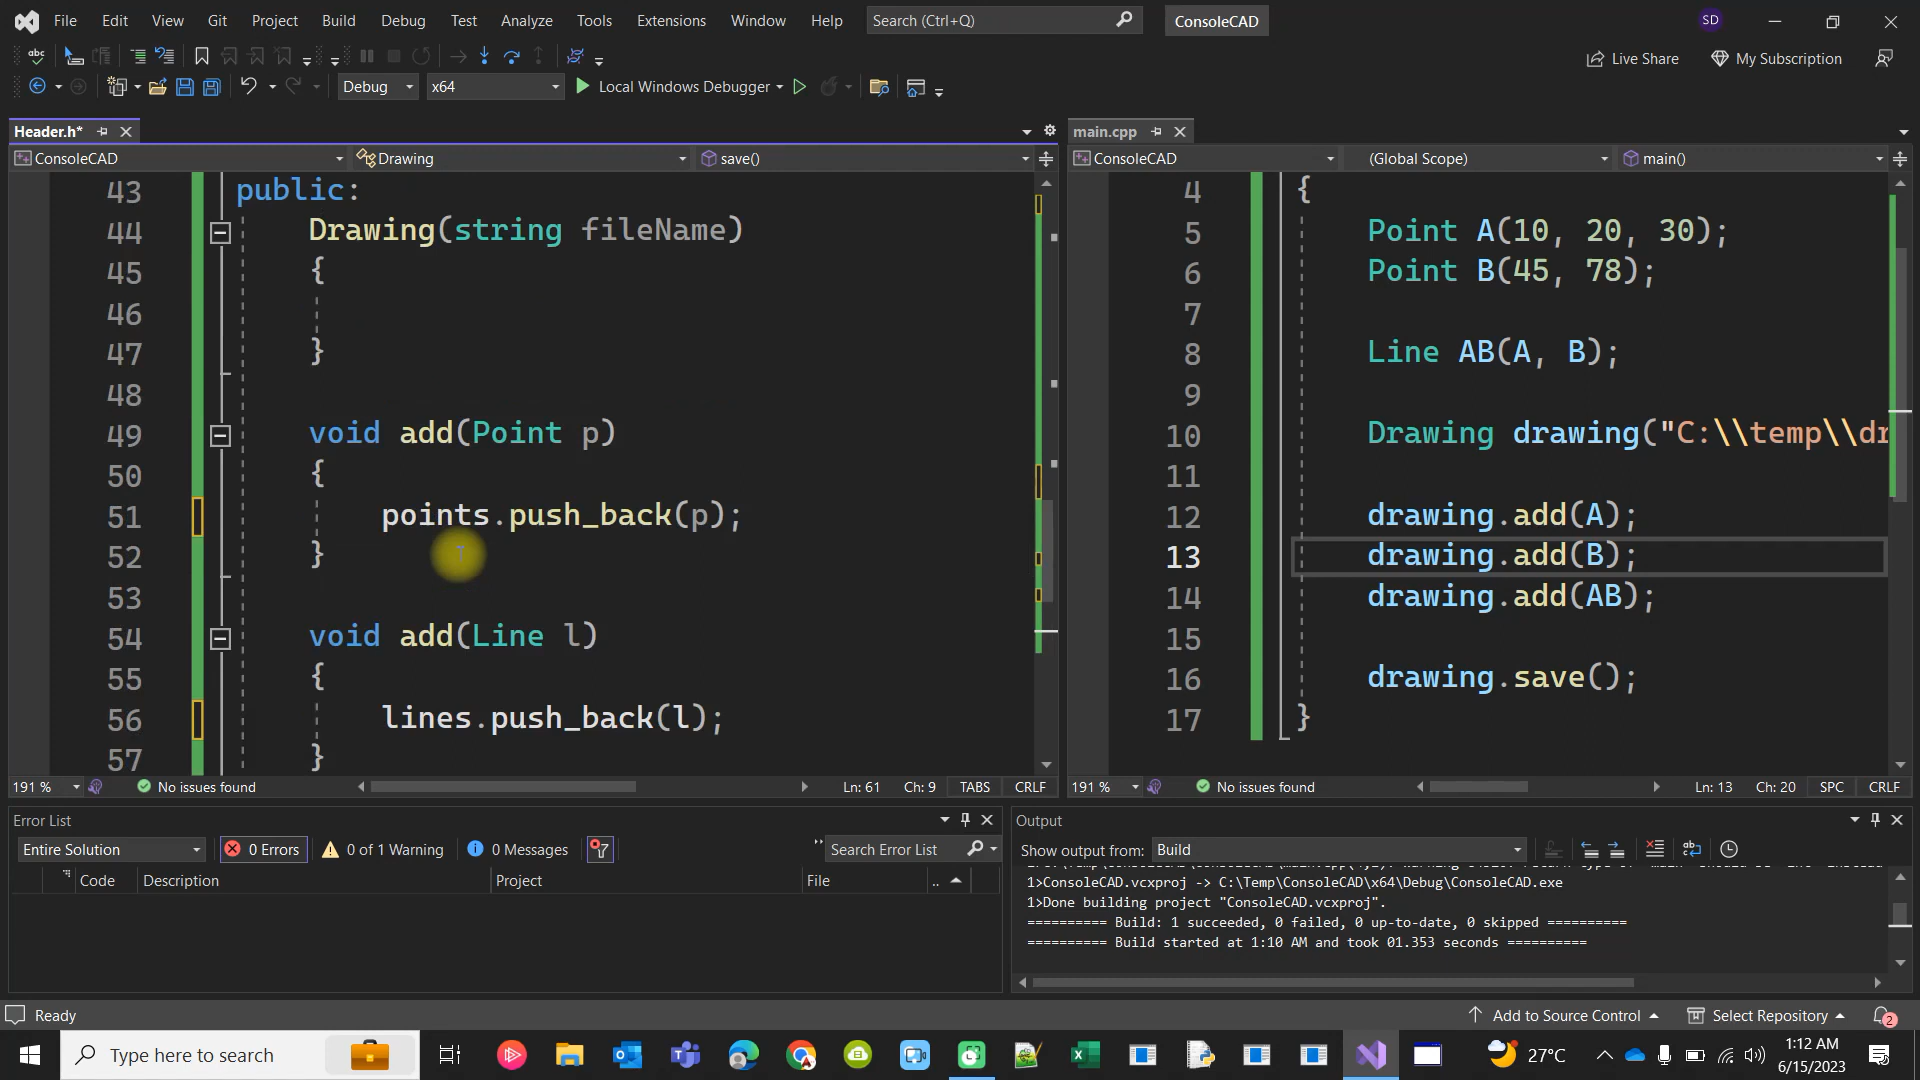 File Edit View Git Project Build Debug Test Analyze Tools Extensions Window Help Search (Ctrl+Q) ConsoleCAD SD
Live Share My Subscription
Debug x64 Local Windows Debugger
Header.h*
ConsoleCAD Drawing save()
43 public:
44 Drawing(string fileName)
45 {
46
47 }
48
49 void add(Point p)
50 {
51 points.push_back(p);
52 }
53
54 void add(Line l)
55 {
56 lines.push_back(l);
57 }
191 % No issues found Ln: 61 Ch: 9 TABS CRLF
main.cpp
ConsoleCAD (Global Scope) main()
4 {
5 Point A(10, 20, 30);
6 Point B(45, 78);
7
8 Line AB(A, B);
9
10 Drawing drawing("C:\\temp\\dr
11
12 drawing.add(A);
13 drawing.add(B);
14 drawing.add(AB);
15
16 drawing.save();
17 }
191 % No issues found Ln: 13 Ch: 20 SPC CRLF
Error List
Entire Solution 0 Errors 0 of 1 Warning 0 Messages Search Error List
Code Description Project File ..
Output
Show output from: Build
1>ConsoleCAD.vcxproj -> C:\Temp\ConsoleCAD\x64\Debug\ConsoleCAD.exe
1>Done building project "ConsoleCAD.vcxproj".
========== Build: 1 succeeded, 0 failed, 0 up-to-date, 0 skipped ==========
========== Build started at 1:10 AM and took 01.353 seconds ==========
Ready Add to Source Control Select Repository 2
Type here to search 27°C 1:12 AM
6/15/2023